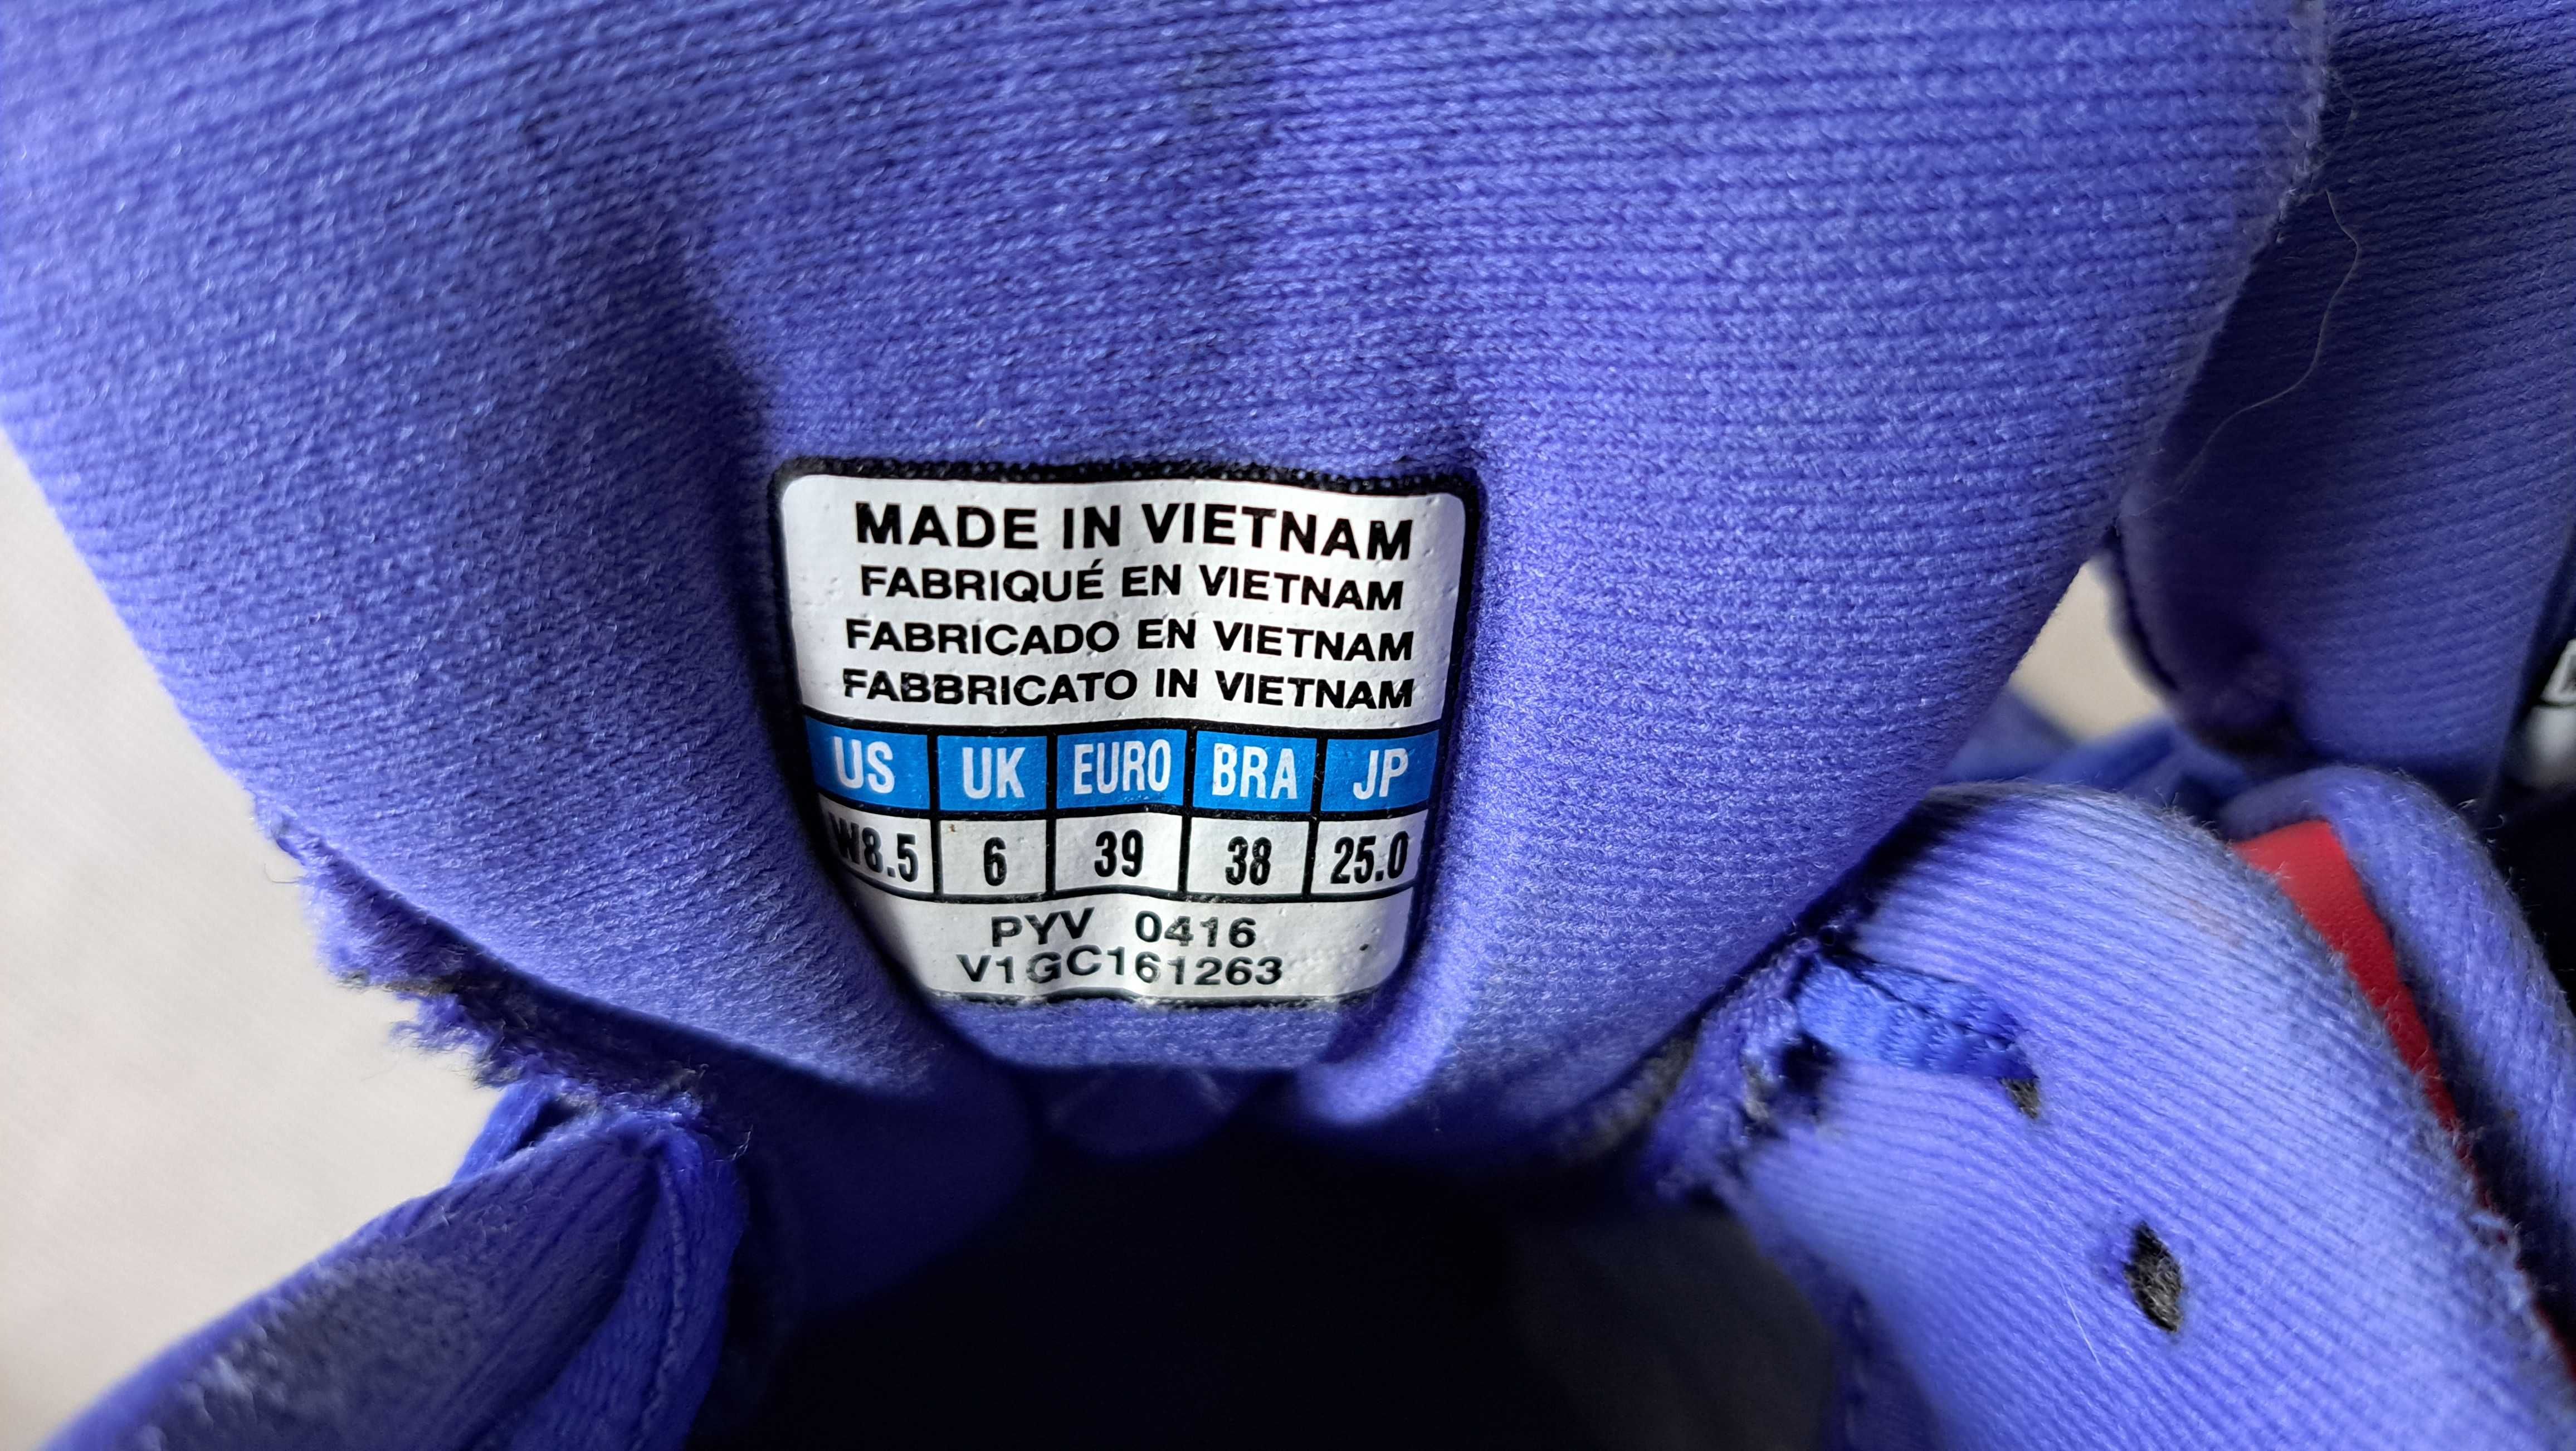 MADE IN VIETNAM
FABRIQUÉ EN VIETNAM
FABRICADO EN VIETNAM
FABBRICATO IN VIETNAM
US UK EURO BRA JP
W8.5 6 39 38 25.0
PYV 0416
V1GC161263